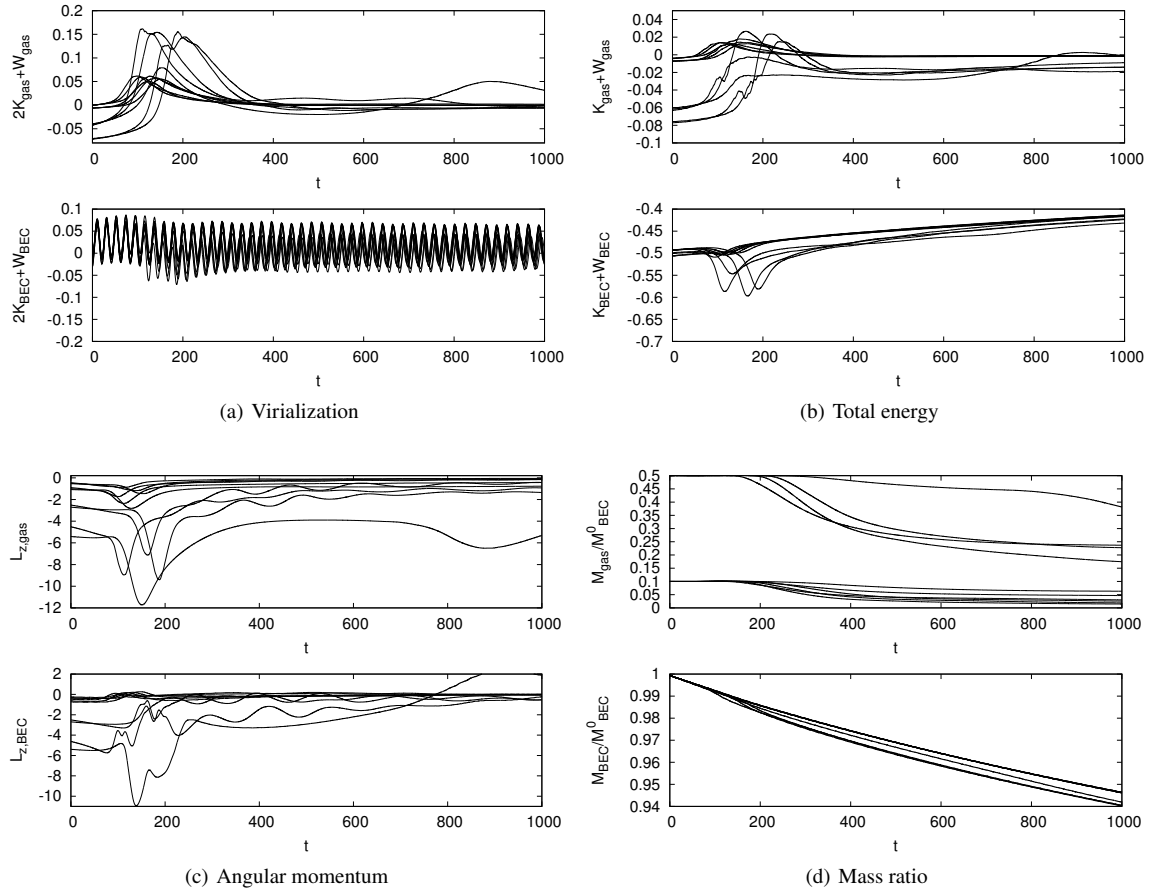 0.2
0.15
0.1
0.05
0
-0.05
2K_gas+W_gas
0 200 400 600 800 1000
t
0.1
0.05
0
-0.05
-0.1
-0.15
-0.2
2K_BEC+W_BEC
0 200 400 600 800 1000
t
(a) Virialization
0.04
0.02
0
-0.02
-0.04
-0.06
-0.08
-0.1
K_gas+W_gas
0 200 400 600 800 1000
t
-0.4
-0.45
-0.5
-0.55
-0.6
-0.65
-0.7
K_BEC+W_BEC
0 200 400 600 800 1000
t
(b) Total energy
0
-2
-4
-6
-8
-10
-12
L_z,gas
0 200 400 600 800 1000
t
2
0
-2
-4
-6
-8
-10
L_z,BEC
0 200 400 600 800 1000
t
(c) Angular momentum
0.5
0.45
0.4
0.35
0.3
0.25
0.2
0.15
0.1
0.05
0
M_gas/M^0_BEC
0 200 400 600 800 1000
t
1
0.99
0.98
0.97
0.96
0.95
0.94
M_BEC/M^0_BEC
0 200 400 600 800 1000
t
(d) Mass ratio